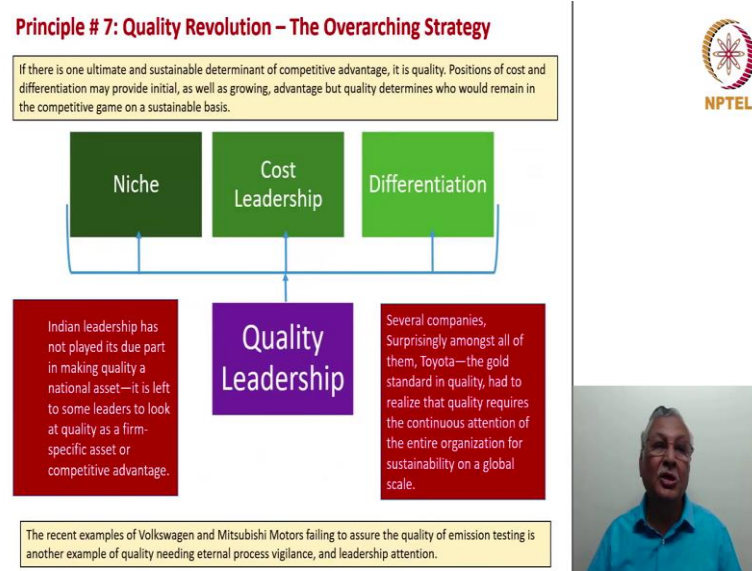 Principle # 7: Quality Revolution – The Overarching Strategy
NPTEL
If there is one ultimate and sustainable determinant of competitive advantage, it is quality. Positions of cost and
differentiation may provide initial, as well as growing, advantage but quality determines who would remain in
the competitive game on a sustainable basis.
Niche
Cost
Leadership
Differentiation
Indian leadership has
not played its due part
in making quality a
national asset—it is left
to some leaders to look
at quality as a firm-
specific asset or
competitive advantage.
Quality
Leadership
Several companies,
Surprisingly amongst all of
them, Toyota—the gold
standard in quality, had to
realize that quality requires
the continuous attention of
the entire organization for
sustainability on a global
scale.
The recent examples of Volkswagen and Mitsubishi Motors failing to assure the quality of emission testing is
another example of quality needing eternal process vigilance, and leadership attention.